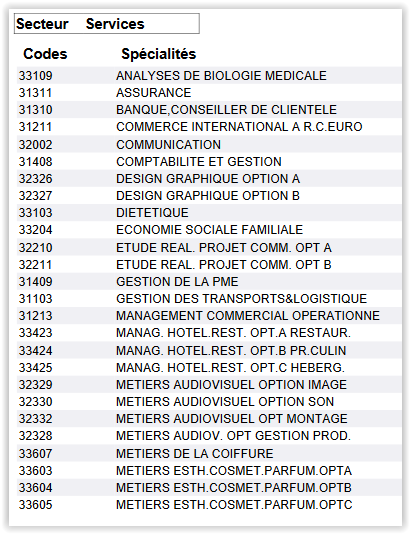 Secteur Services
Codes Spécialités
33109 ANALYSES DE BIOLOGIE MEDICALE
31311 ASSURANCE
31310 BANQUE,CONSEILLER DE CLIENTELE
31211 COMMERCE INTERNATIONAL A R.C.EURO
32002 COMMUNICATION
31408 COMPTABILITE ET GESTION
32326 DESIGN GRAPHIQUE OPTION A
32327 DESIGN GRAPHIQUE OPTION B
33103 DIETETIQUE
33204 ECONOMIE SOCIALE FAMILIALE
32210 ETUDE REAL. PROJET COMM. OPT A
32211 ETUDE REAL. PROJET COMM. OPT B
31409 GESTION DE LA PME
31103 GESTION DES TRANSPORTS&LOGISTIQUE
31213 MANAGEMENT COMMERCIAL OPERATIONNE
33423 MANAG. HOTEL.REST. OPT.A RESTAUR.
33424 MANAG. HOTEL.REST. OPT.B PR.CULIN
33425 MANAG. HOTEL.REST. OPT.C HEBERG.
32329 METIERS AUDIOVISUEL OPTION IMAGE
32330 METIERS AUDIOVISUEL OPTION SON
32332 METIERS AUDIOVISUEL OPT MONTAGE
32328 METIERS AUDIOV. OPT GESTION PROD.
33607 METIERS DE LA COIFFURE
33603 METIERS ESTH.COSMET.PARFUM.OPTA
33604 METIERS ESTH.COSMET.PARFUM.OPTB
33605 METIERS ESTH.COSMET.PARFUM.OPTC